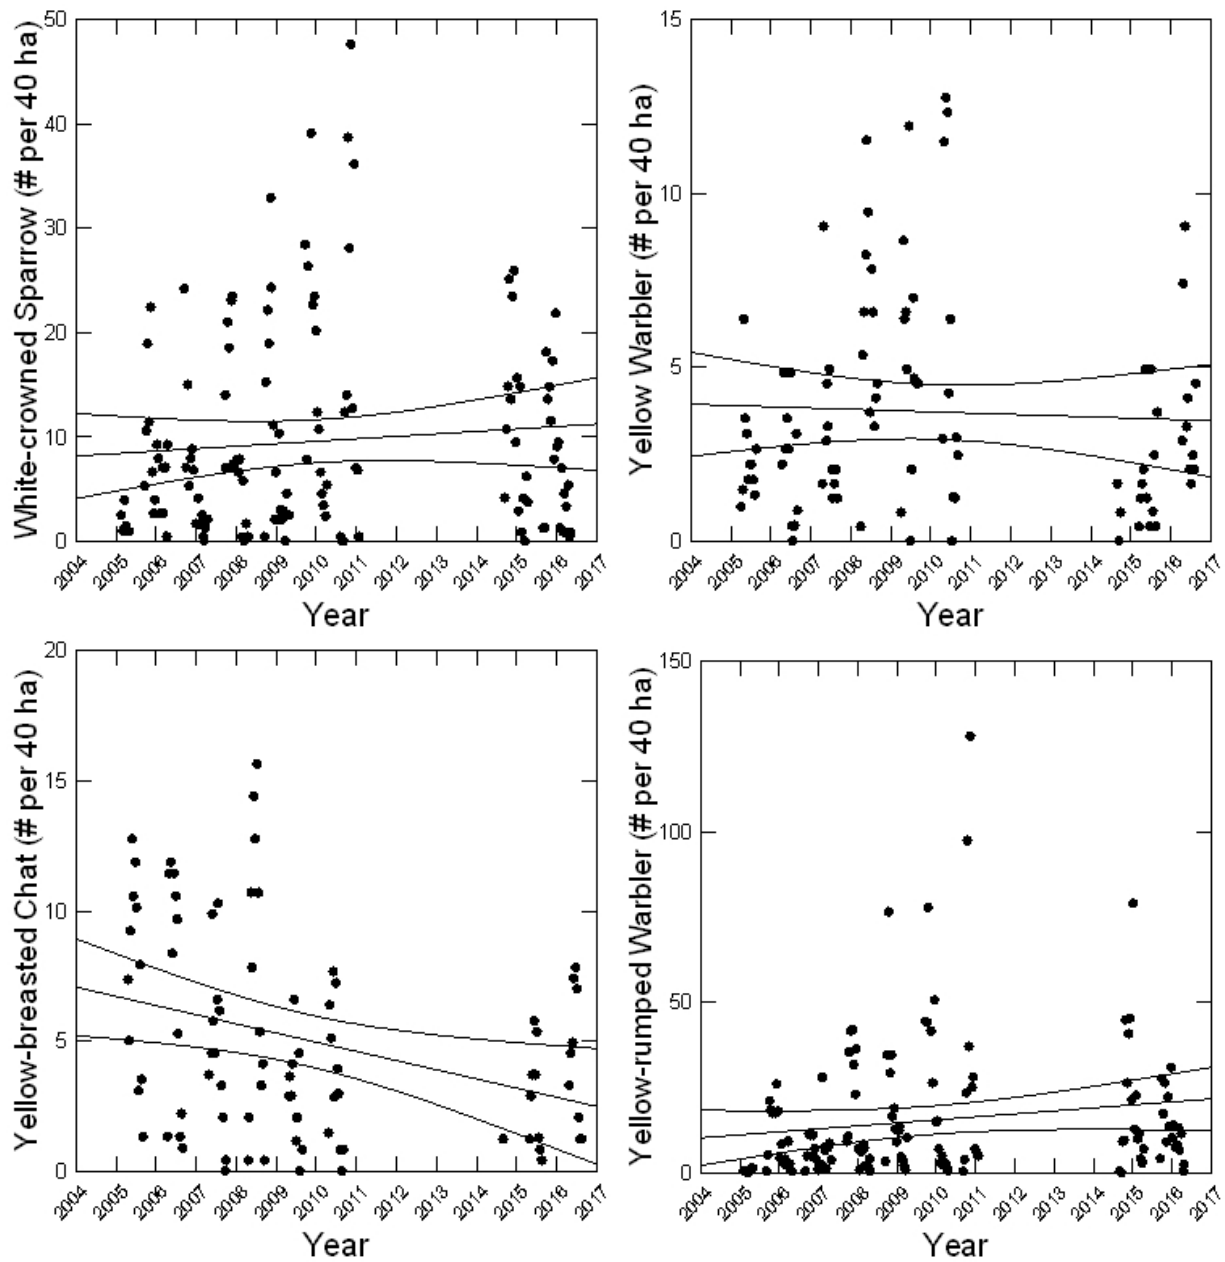 White-crowned Sparrow (# per 40 ha)
50
40
30
20
10
0
2004 2005 2006 2007 2008 2009 2010 2011 2012 2013 2014 2015 2016 2017
Year
Yellow Warbler (# per 40 ha)
15
10
5
0
2004 2005 2006 2007 2008 2009 2010 2011 2012 2013 2014 2015 2016 2017
Year
Yellow-breasted Chat (# per 40 ha)
20
15
10
5
0
2004 2005 2006 2007 2008 2009 2010 2011 2012 2013 2014 2015 2016 2017
Year
Yellow-rumped Warbler (# per 40 ha)
150
100
50
0
2004 2005 2006 2007 2008 2009 2010 2011 2012 2013 2014 2015 2016 2017
Year